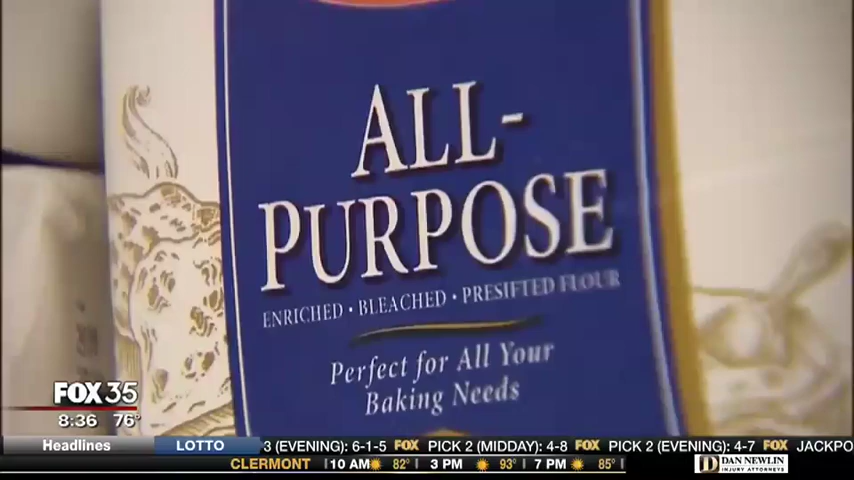 ALL-
PURPOSE
ENRICHED • BLEACHED • PRESIFTED FLOUR
Perfect for All Your
Baking Needs
FOX 35
8:36 76°
Headlines LOTTO 3 (EVENING): 6-1-5 FOX PICK 2 (MIDDAY): 4-8 FOX PICK 2 (EVENING): 4-7 FOX JACKPO
CLERMONT 10 AM 82° 3 PM 93° 7 PM 85° D DAN NEWLIN
INJURY ATTORNEYS